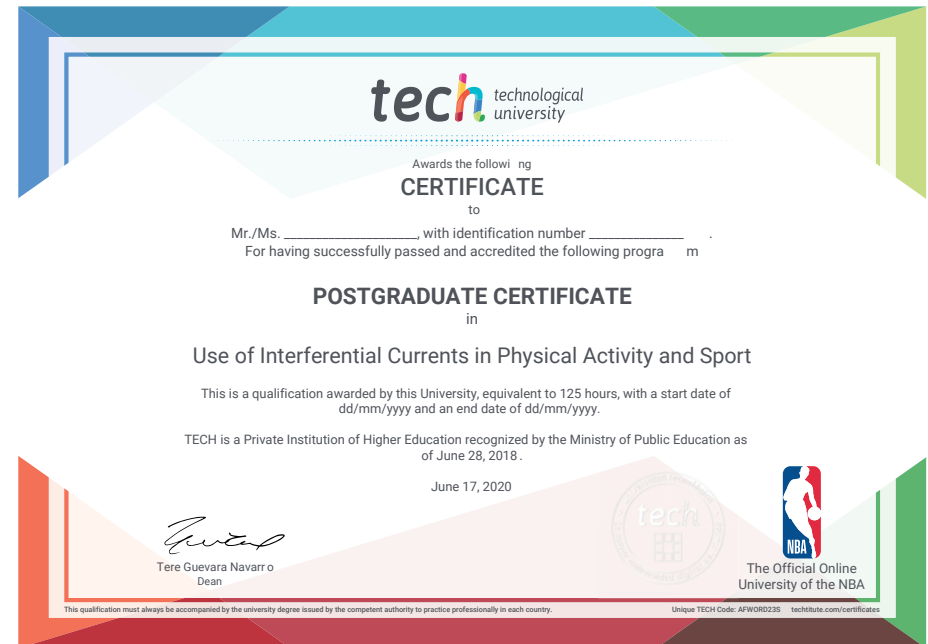 tech technological
university
Awards the followi ng
CERTIFICATE
to
Mr./Ms. ____________________, with identification number ______________ .
For having successfully passed and accredited the following progra m
POSTGRADUATE CERTIFICATE
in
Use of Interferential Currents in Physical Activity and Sport
This is a qualification awarded by this University, equivalent to 125 hours, with a start date of
dd/mm/yyyy and an end date of dd/mm/yyyy.
TECH is a Private Institution of Higher Education recognized by the Ministry of Public Education as
of June 28, 2018 .
June 17, 2020
tech
NBA
Tere Guevara Navarr o
Dean
The Official Online
University of the NBA
This qualification must always be accompanied by the university degree issued by the competent authority to practice professionally in each country.
Unique TECH Code: AFWORD23S techtitute.com/certificates